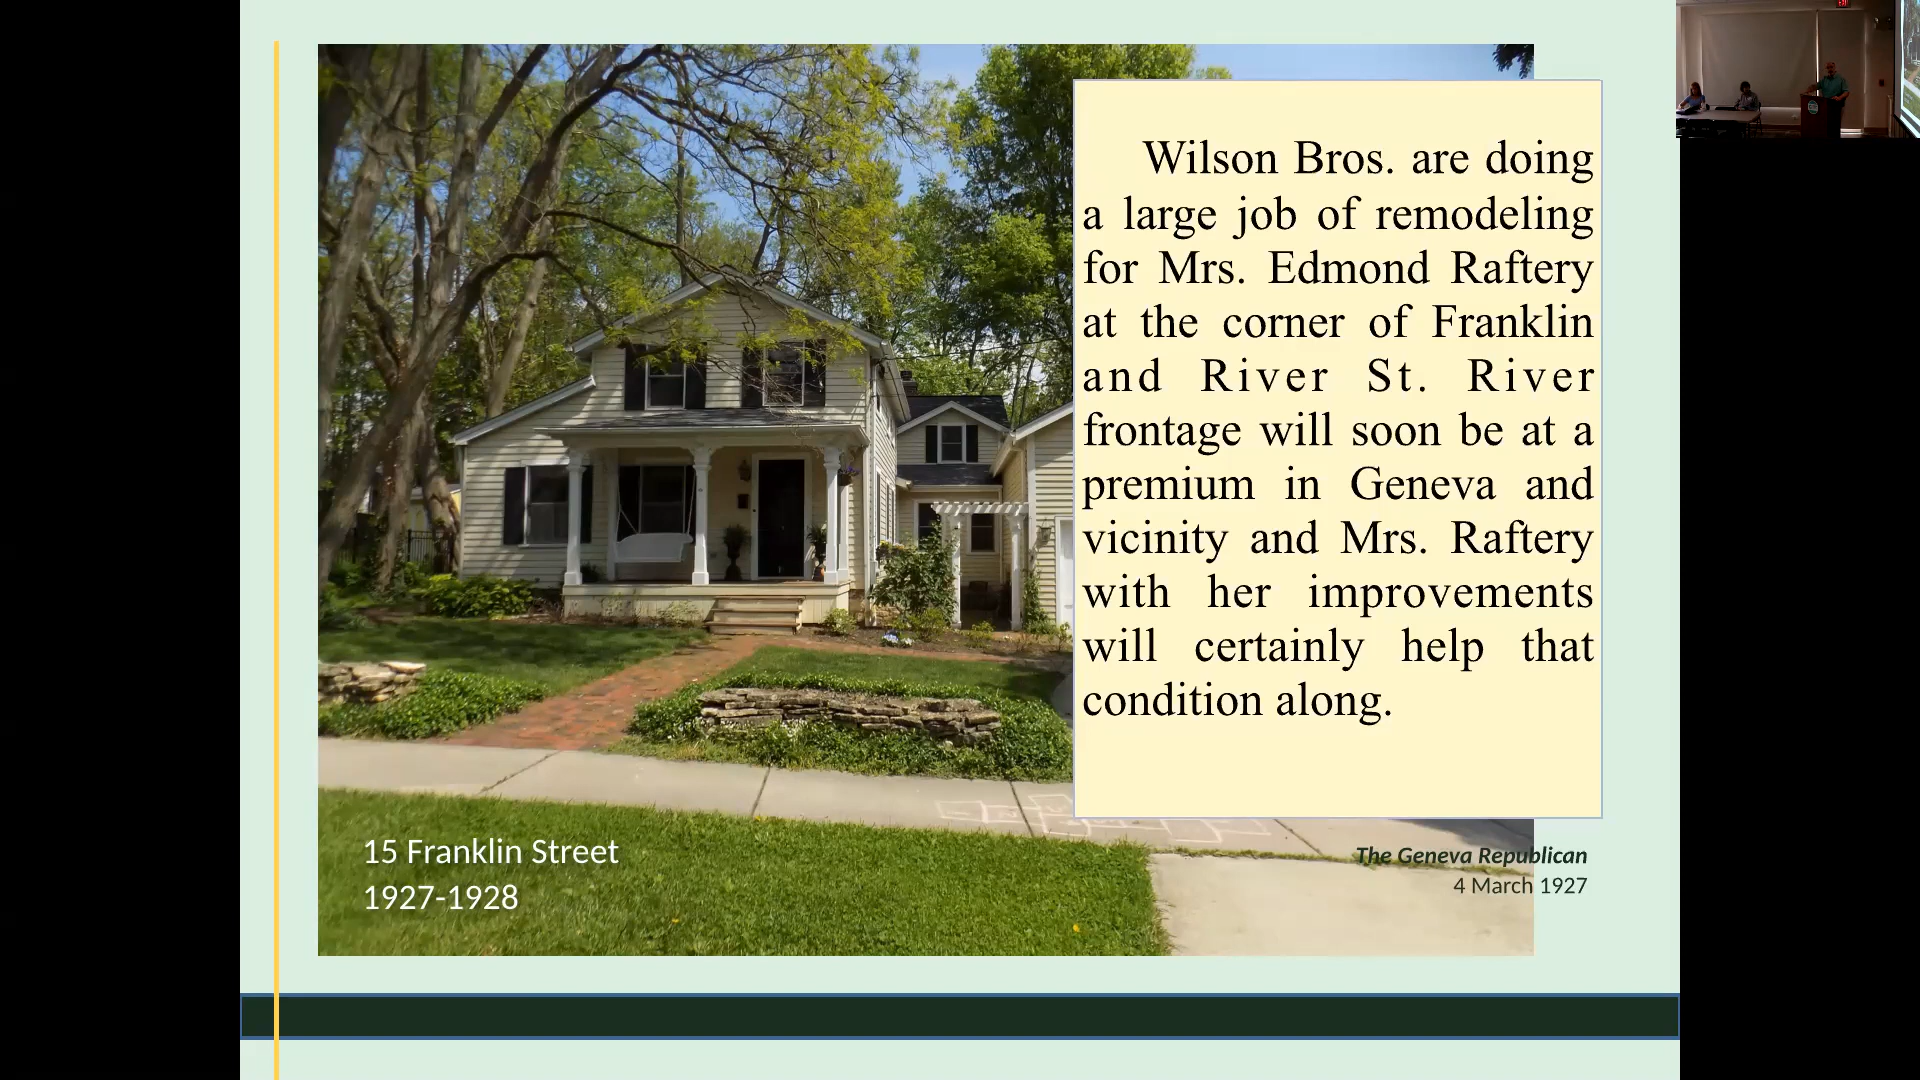 Wilson Bros. are doing
a large job of remodeling
for Mrs. Edmond Raftery
at the corner of Franklin
and River St. River
frontage will soon be at a
premium in Geneva and
vicinity and Mrs. Raftery
with her improvements
will certainly help that
condition along.
15 Franklin Street
1927-1928
The Geneva Republican
4 March 1927